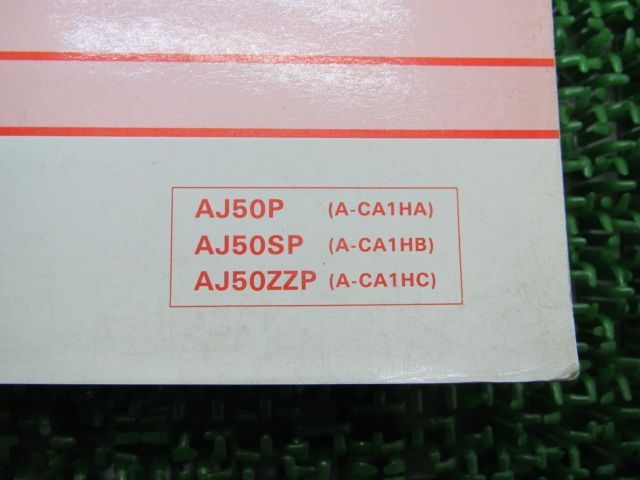 AJ50P (A-CA1HA)
AJ50SP (A-CA1HB)
AJ50ZZP (A-CA1HC)